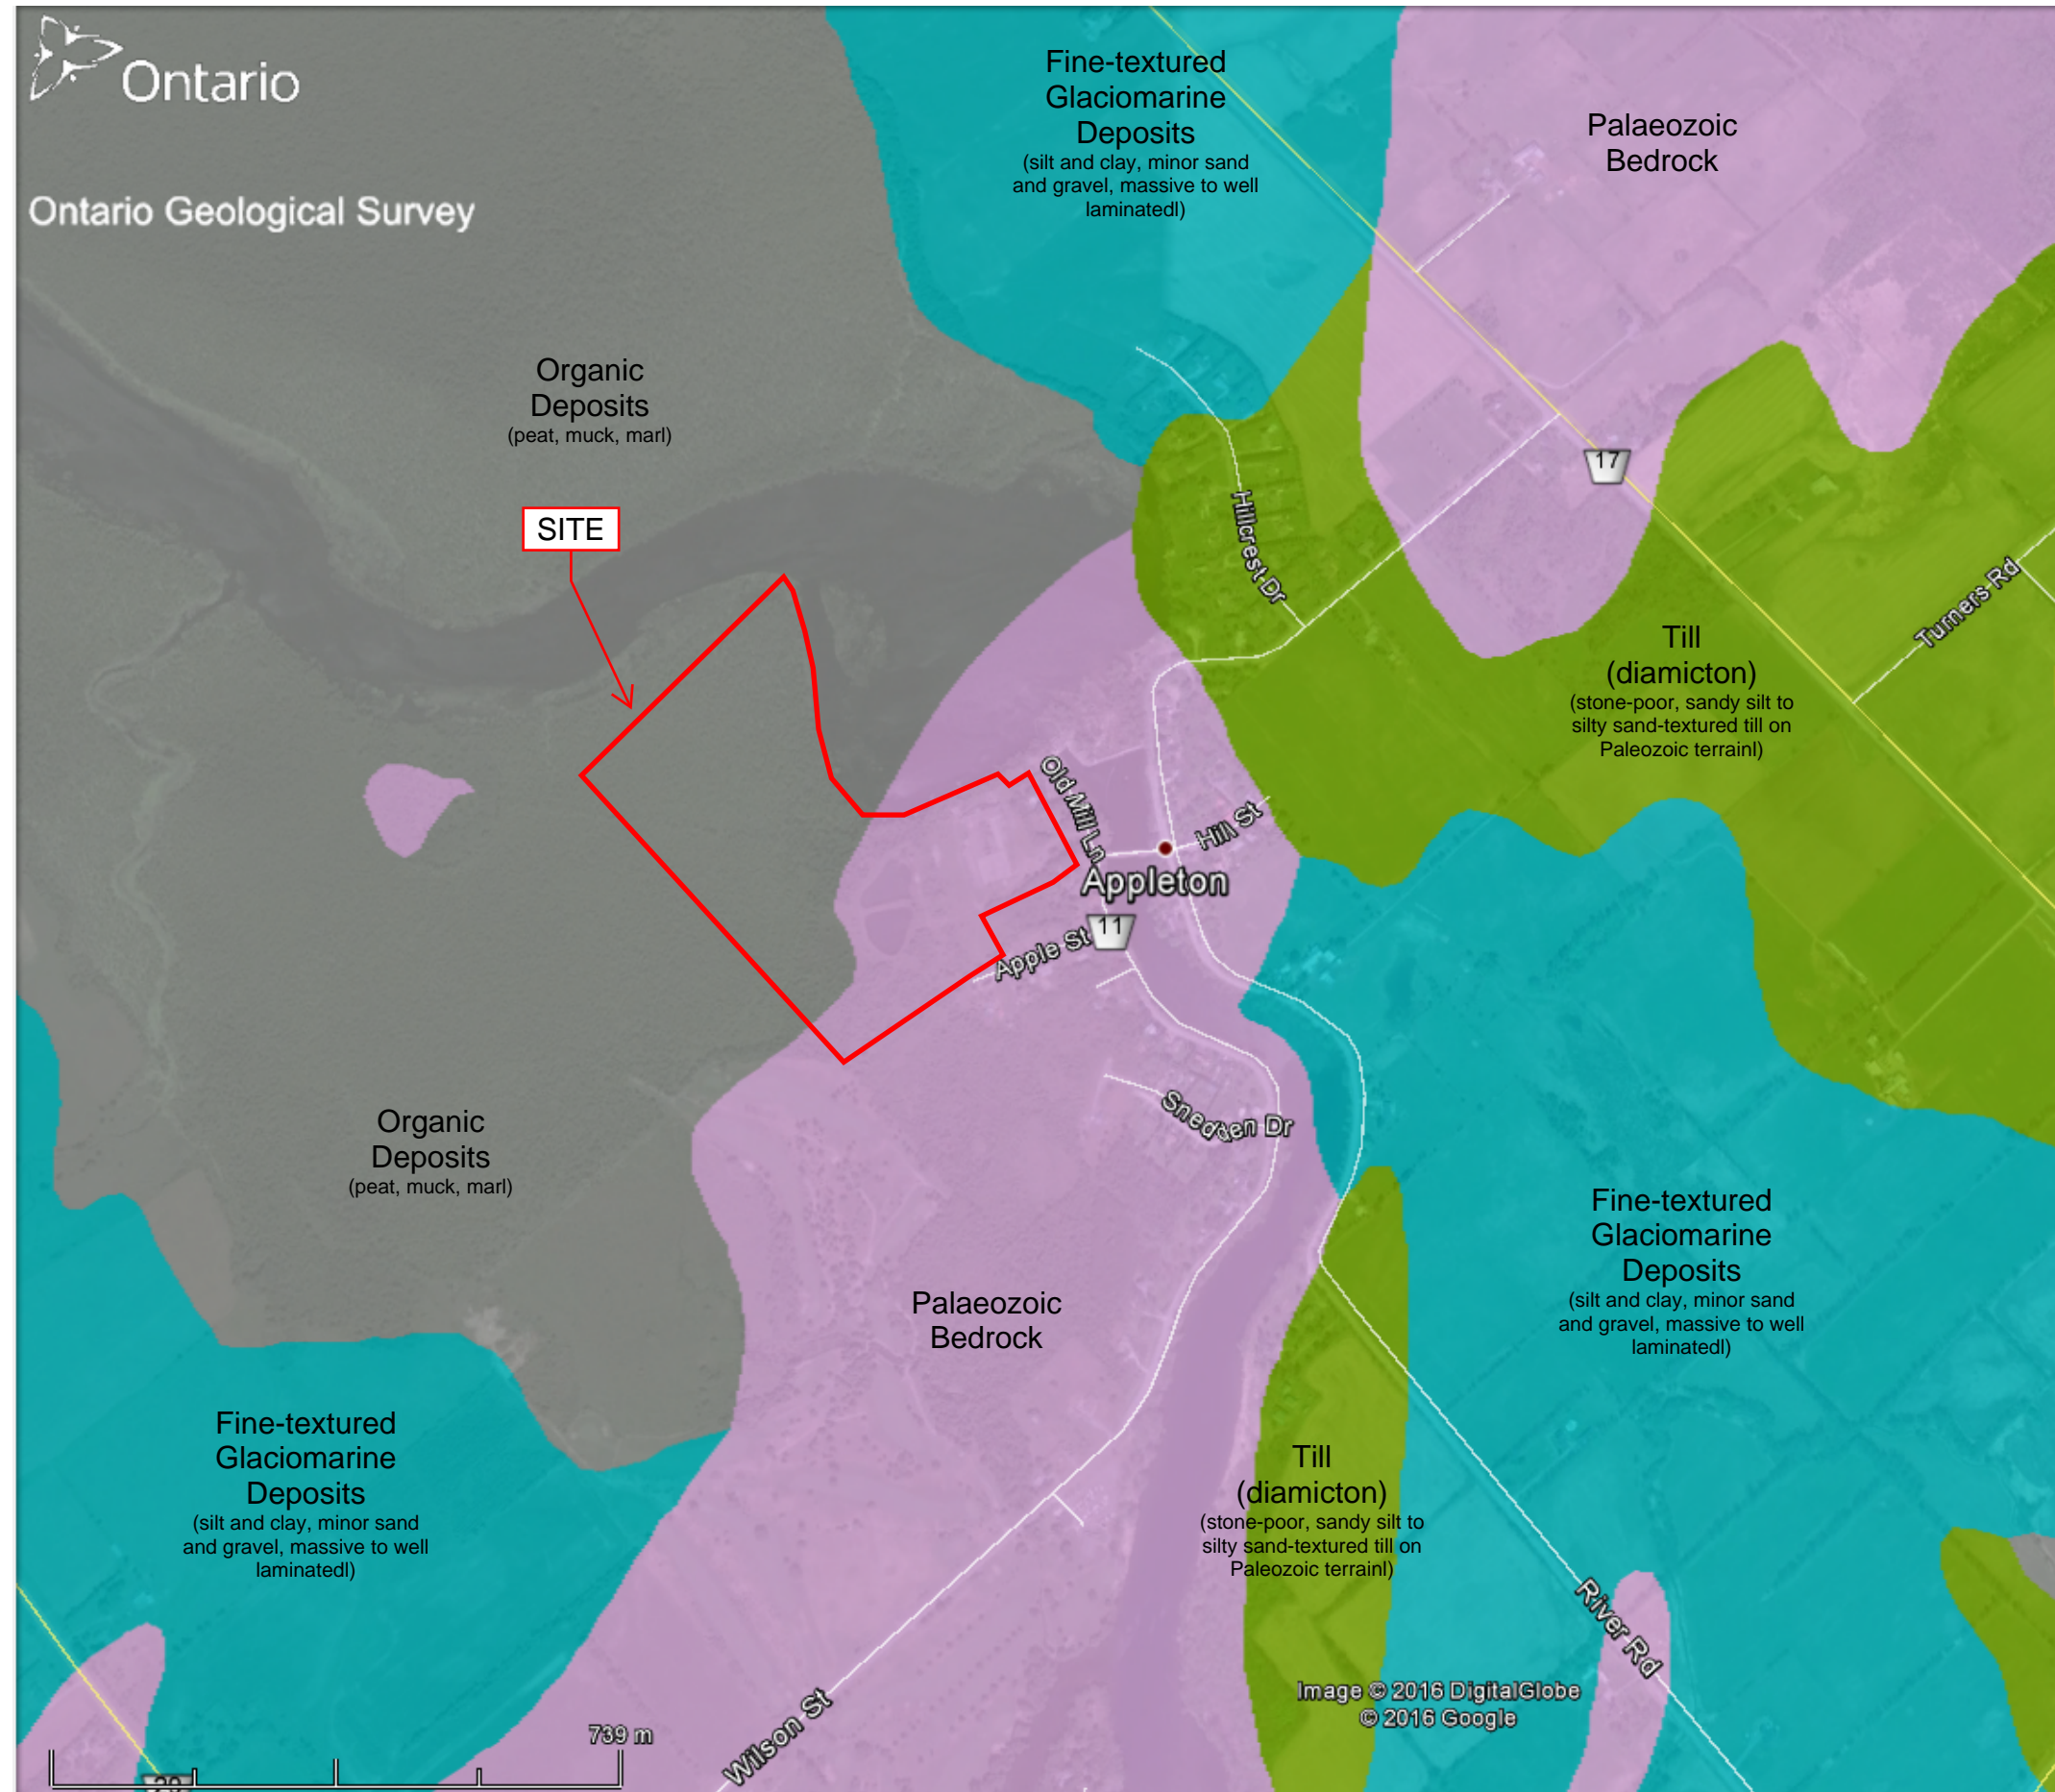 Ontario
Ontario Geological Survey
Fine-textured
Glaciomarine
Deposits
(silt and clay, minor sand
and gravel, massive to well
laminatedl)
Palaeozoic
Bedrock
Organic
Deposits
(peat, muck, marl)
SITE
17
Hillcrest Dr
Turners Rd
Till
(diamicton)
(stone-poor, sandy silt to
silty sand-textured till on
Paleozoic terrainl)
Old Mill Ln
Hill St
Appleton
11
Apple St
Snedden Dr
Organic
Deposits
(peat, muck, marl)
Fine-textured
Glaciomarine
Deposits
(silt and clay, minor sand
and gravel, massive to well
laminatedl)
Palaeozoic
Bedrock
Fine-textured
Glaciomarine
Deposits
(silt and clay, minor sand
and gravel, massive to well
laminatedl)
Till
(diamicton)
(stone-poor, sandy silt to
silty sand-textured till on
Paleozoic terrainl)
River Rd
Wilson St
739 m
Image © 2016 DigitalGlobe
© 2016 Google